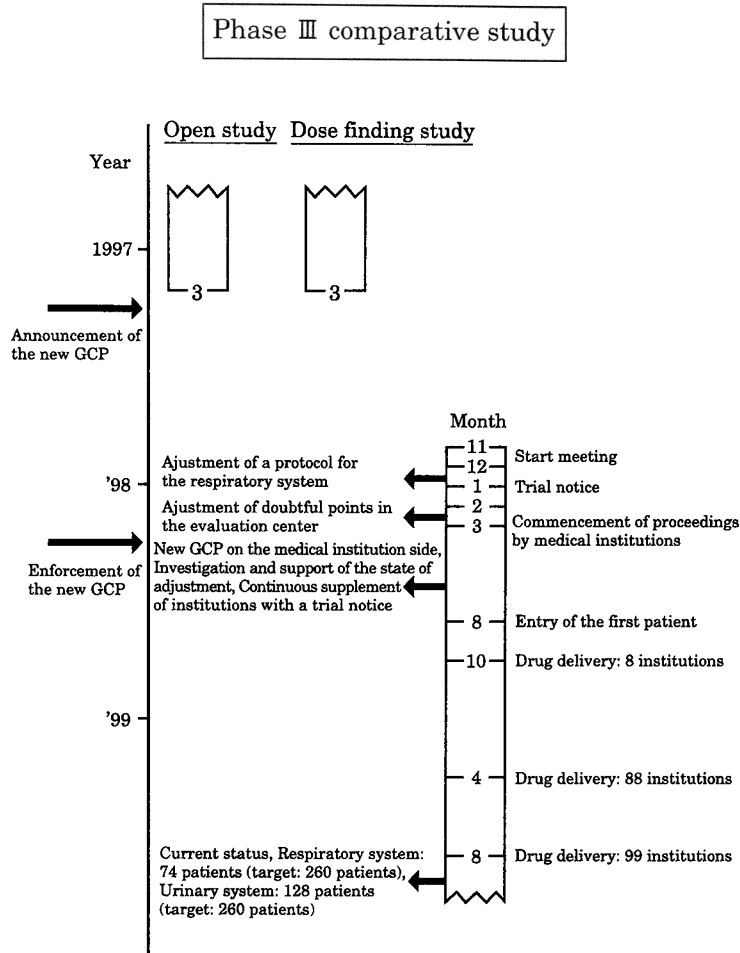 Phase Ⅲ comparative study
Open study Dose finding study
Year
1997
3 3
Announcement of
the new GCP
Month
11
Start meeting
12
Ajustment of a protocol for
the respiratory system
'98
1 Trial notice
2
Ajustment of doubtful points in
the evaluation center
3 Commencement of proceedings
by medical institutions
Enforcement of
the new GCP
New GCP on the medical institution side,
Investigation and support of the state of
adjustment, Continuous supplement
of institutions with a trial notice
8 Entry of the first patient
10 Drug delivery: 8 institutions
'99
4 Drug delivery: 88 institutions
8 Drug delivery: 99 institutions
Current status, Respiratory system:
74 patients (target: 260 patients),
Urinary system: 128 patients
(target: 260 patients)